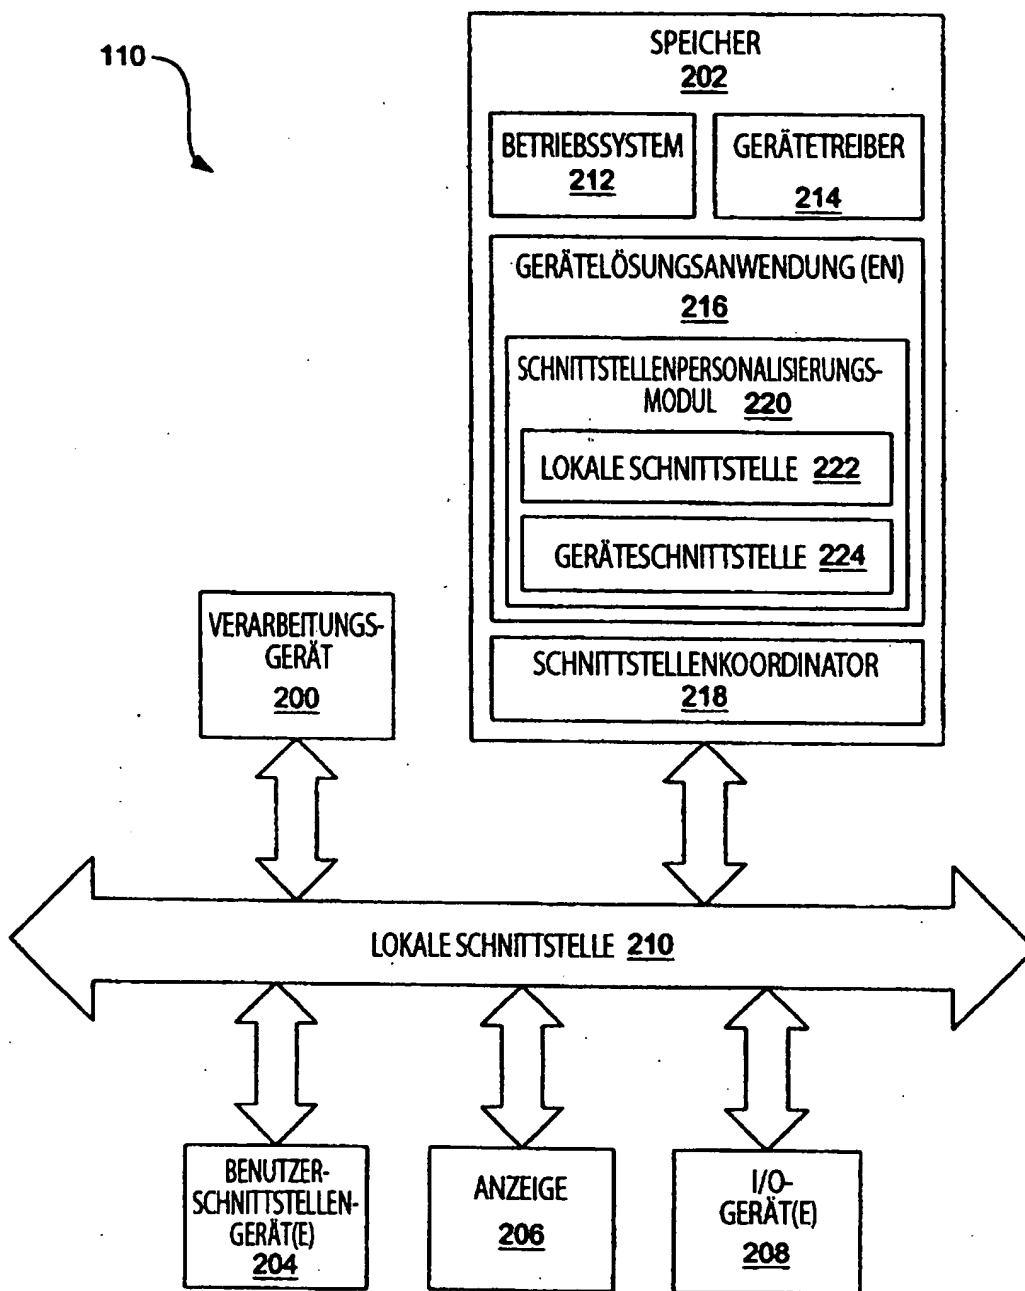 110
SPEICHER
202
BETRIEBSSYSTEM
212
GERÄTETREIBER
214
GERÄTELÖSUNGSANWENDUNG (EN)
216
SCHNITTSTELLENPERSONALISIERUNGS-
MODUL 220
LOKALE SCHNITTSTELLE 222
GERÄTESCHNITTSTELLE 224
SCHNITTSTELLENKOORDINATOR
218
VERARBEITUNGS-
GERÄT
200
LOKALE SCHNITTSTELLE 210
BENUTZER-
SCHNITTSTELLEN-
GERÄT(E)
204
ANZEIGE
206
I/O-
GERÄT(E)
208